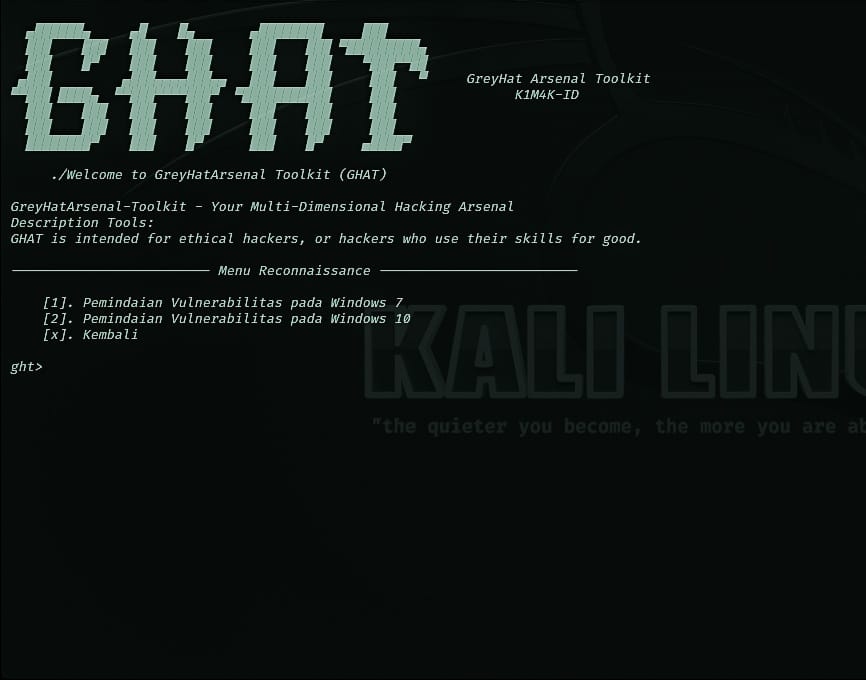 GHAT
GreyHat Arsenal Toolkit
K1M4K-ID
./Welcome to GreyHatArsenal Toolkit (GHAT)
GreyHatArsenal-Toolkit - Your Multi-Dimensional Hacking Arsenal
Description Tools:
GHAT is intended for ethical hackers, or hackers who use their skills for good.
Menu Reconnaissance
[1]. Pemindaian Vulnerabilitas pada Windows 7
[2]. Pemindaian Vulnerabilitas pada Windows 10
[x]. Kembali
ght>
KALI LINU
"the quieter you become, the more you are ab